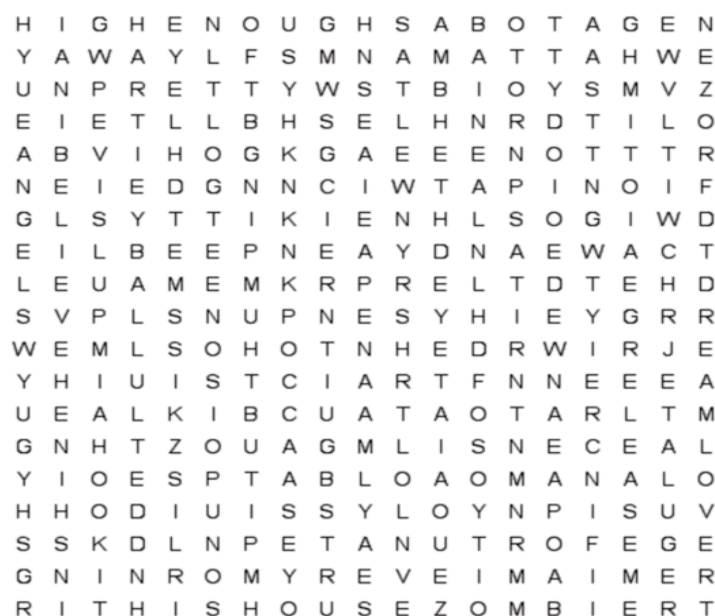 H I G H E N O U G H S A B O T A G E N
Y A W A Y L F S M N A M A T T A H W E
U N P R E T T Y W S T B I O Y S M V Z
E I E T L L B H S E L H N R D T I L O
A B V I H O G K G A E E E N O T T T R
N E I E D G N N C I W T A P I N O I F
G L S Y T T I K I E N H L S O G I W D
E I L B E E P N E A Y D N A E W A C T
L E U A M E M K R P R E L T D T E H D
S V P L S N U P N E S Y H I E Y G R R
W E M L S O H O T N H E D R W I R J E
Y H I U I S T C I A R T F N N E E E A
U E A L K I B C U A T A O T A R L T M
G N H T Z O U A G M L I S N E C E A L
Y I O E S P T A B L O A O M A N A L O
H H O D I U I S S Y L O Y N P I S U V
S S K D L N P E T A N U T R O F E G E
G N I N R O M Y R E V E I M A I M E R
R I T H I S H O U S E Z O M B I E R T